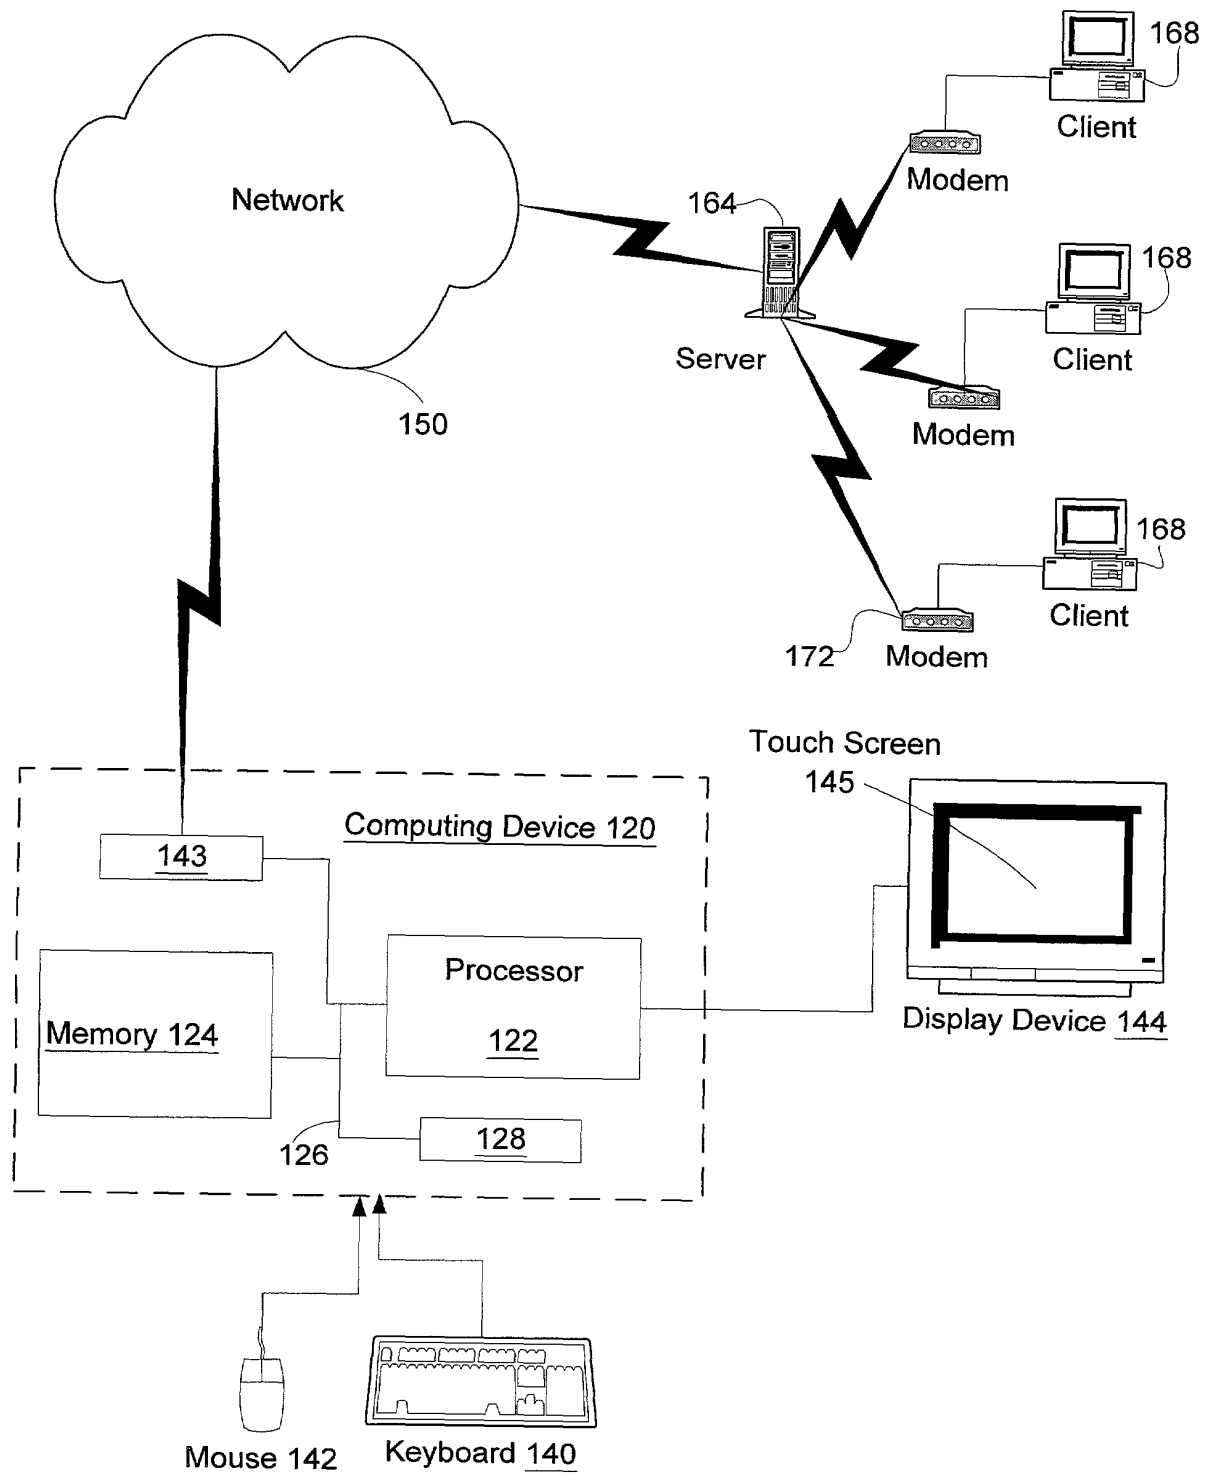 168
Client
Modem
Network
164
168
Server
Client
150
Modem
168
Client
172
Modem
Touch Screen
145
Computing Device 120
143
Processor
Memory 124
122
Display Device 144
128
126
Mouse 142
Keyboard 140